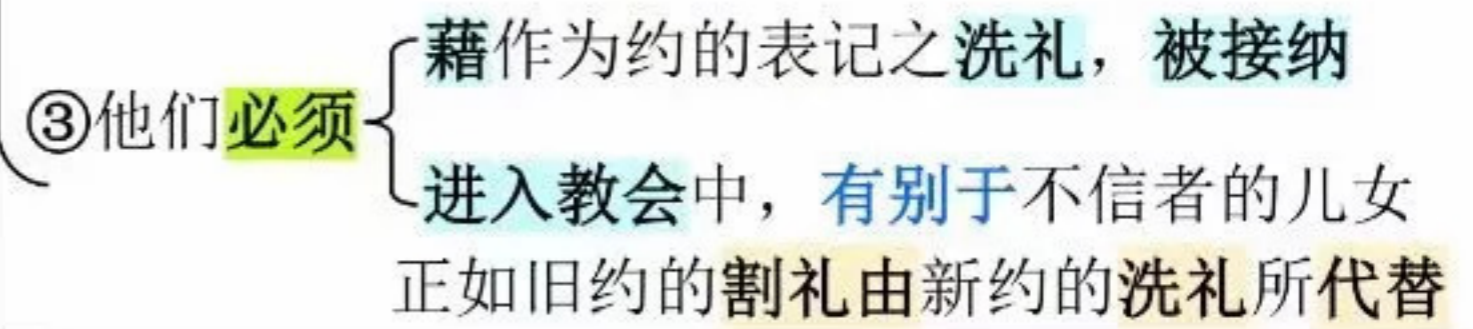 藉作为约的表记之洗礼，被接纳
③他们必须
进入教会中，有别于不信者的儿女
正如旧约的割礼由新约的洗礼所代替